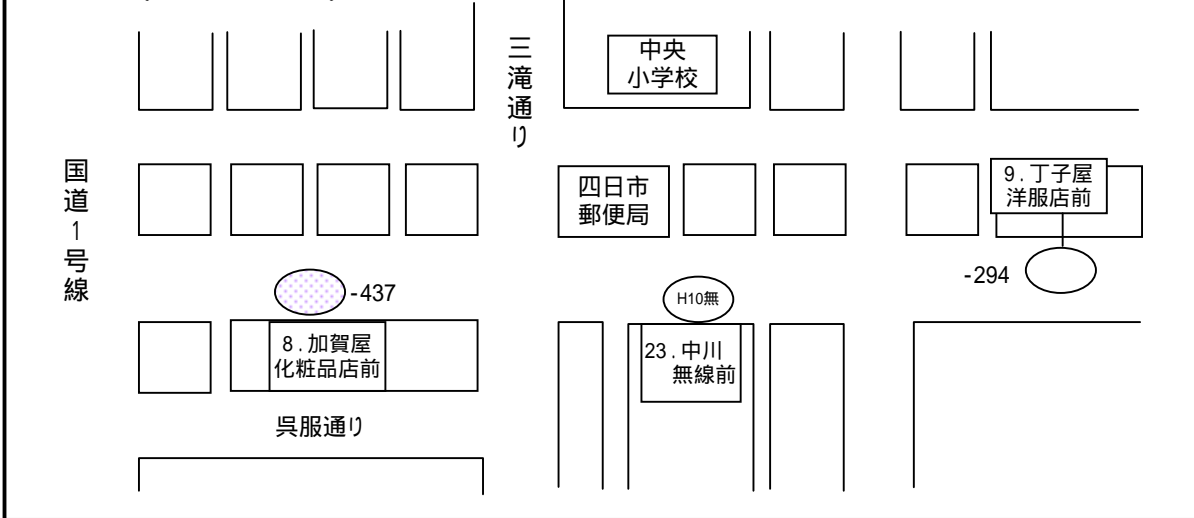 三滝通り
中央
小学校
国道1号線
四日市
郵便局
9.丁子屋
洋服店前
-437
H10無
-294
8.加賀屋
化粧品店前
23.中川
無線前
呉服通り